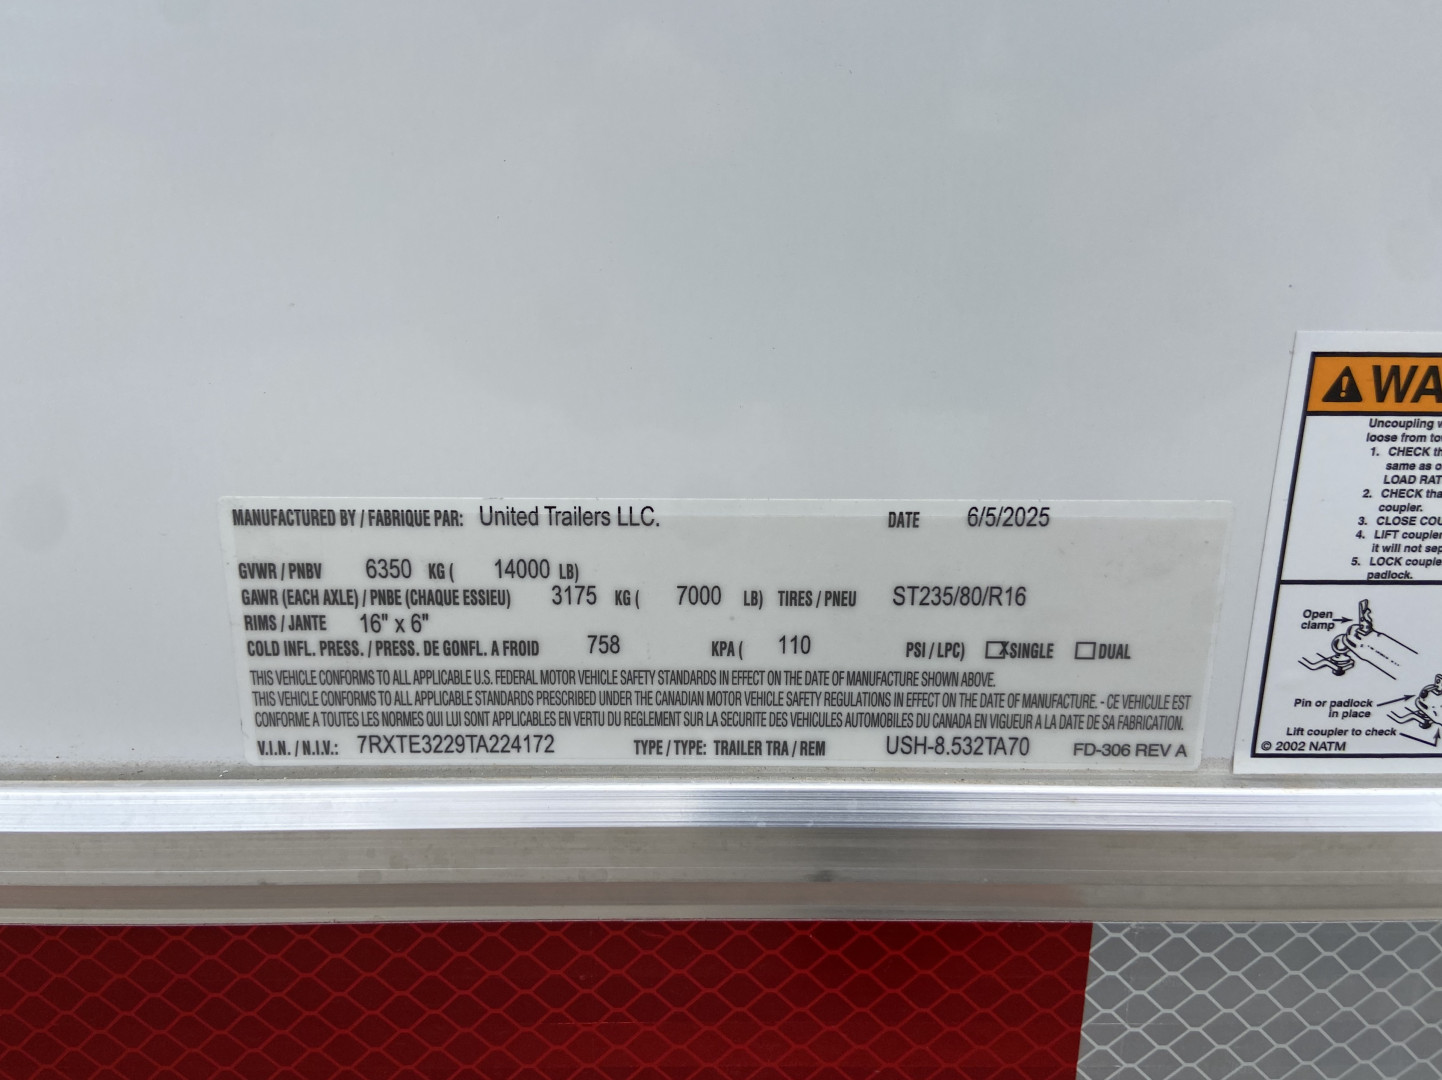 MANUFACTURED BY / FABRIQUE PAR: United Trailers LLC. DATE 6/5/2025
GVWR / PNBV 6350 KG ( 14000 LB)
GAWR (EACH AXLE) / PNBE (CHAQUE ESSIEU) 3175 KG ( 7000 LB) TIRES / PNEU ST235/80/R16
RIMS / JANTE 16" x 6"
COLD INFL. PRESS. / PRESS. DE GONFL. A FROID 758 KPA ( 110 PSI / LPC) X SINGLE DUAL
THIS VEHICLE CONFORMS TO ALL APPLICABLE U.S. FEDERAL MOTOR VEHICLE SAFETY STANDARDS IN EFFECT ON THE DATE OF MANUFACTURE SHOWN ABOVE.
THIS VEHICLE CONFORMS TO ALL APPLICABLE STANDARDS PRESCRIBED UNDER THE CANADIAN MOTOR VEHICLE SAFETY REGULATIONS IN EFFECT ON THE DATE OF MANUFACTURE. - CE VEHICULE EST
CONFORME A TOUTES LES NORMES QUI LUI SONT APPLICABLES EN VERTU DU REGLEMENT SUR LA SECURITE DES VEHICULES AUTOMOBILES DU CANADA EN VIGUEUR A LA DATE DE SA FABRICATION.
V.I.N. / N.I.V.: 7RXTE3229TA224172 TYPE / TYPE: TRAILER TRA / REM USH-8.532TA70 FD-306 REV A
WA
Uncoupling
loose from
1. CHECK
same as
LOAD
2. CHECK
coupler.
3. CLOSE
4. LIFT coupler
it will not
5. LOCK
padlock.
Open
clamp
Pin or padlock
in place
Lift coupler to check
© 2002 NATM